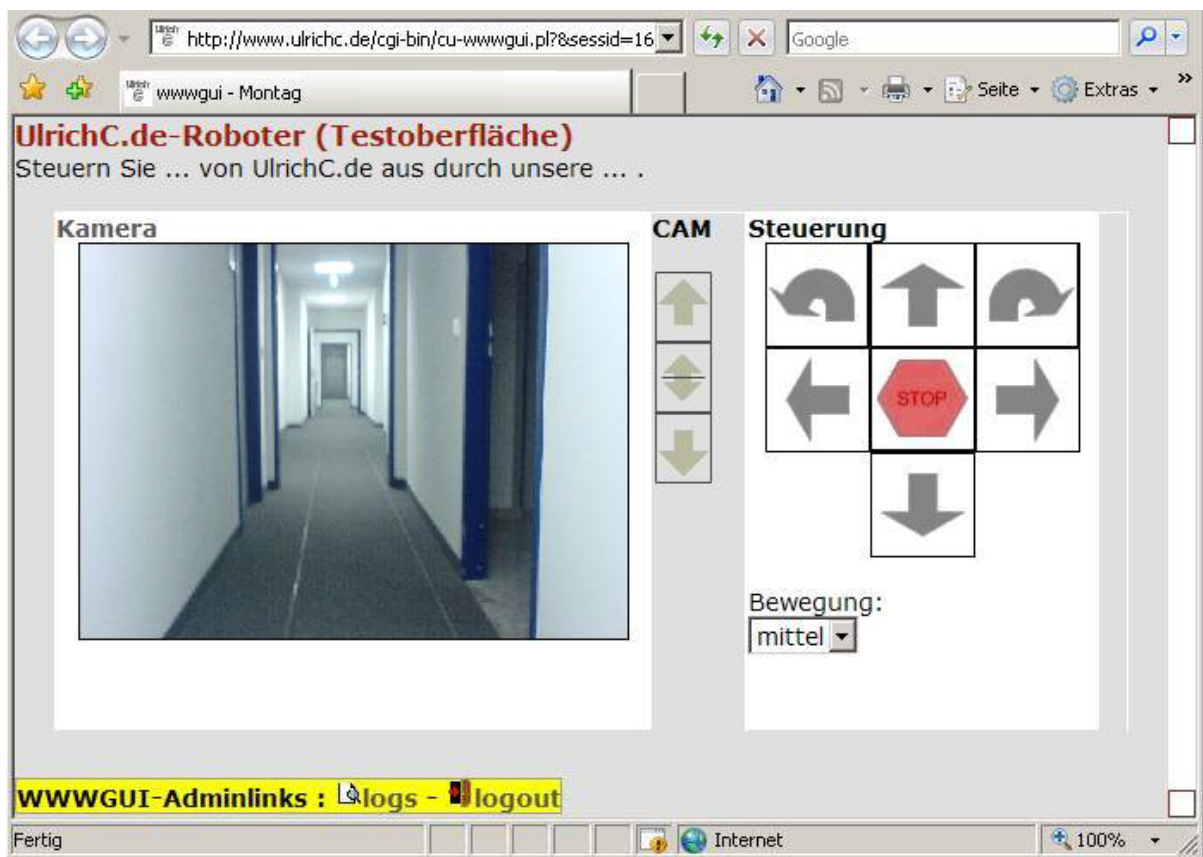 http://www.ulrichc.de/cgi-bin/cu-wwwgui.pl?&sessid=16
Google
wwwgui - Montag
Seite
Extras
UlrichC.de-Roboter (Testoberfläche)
Steuern Sie ... von UlrichC.de aus durch unsere ... .
Kamera
CAM
Steuerung
STOP
Bewegung:
mittel
WWWGUI-Adminlinks : logs - logout
Fertig
Internet
100%